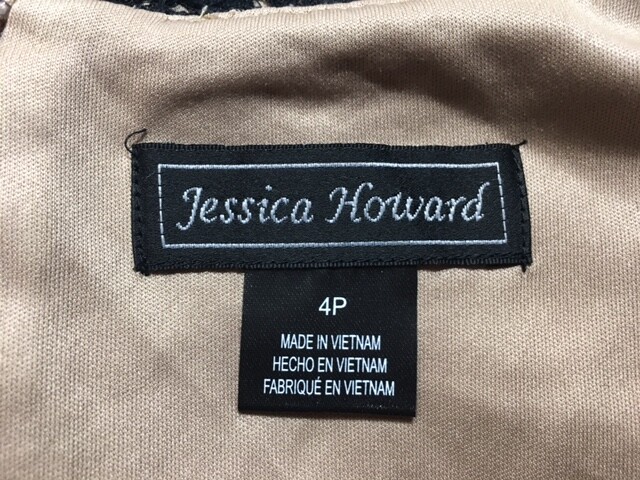 Jessica Howard
4P
MADE IN VIETNAM
HECHO EN VIETNAM
FABRIQUÉ EN VIETNAM